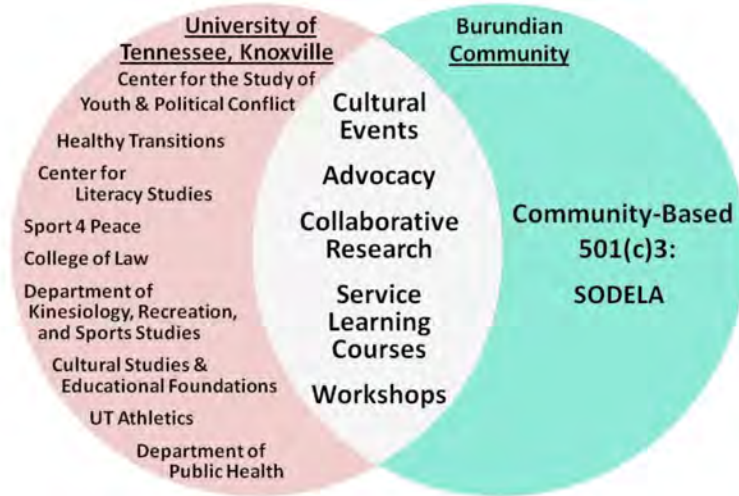 University of
Tennessee, Knoxville
Center for the Study of
Youth & Political Conflict
Healthy Transitions
Center for
Literacy Studies
Sport 4 Peace
College of Law
Department of
Kinesiology, Recreation,
and Sports Studies
Cultural Studies &
Educational Foundations
UT Athletics
Department of
Public Health
Cultural
Events
Advocacy
Collaborative
Research
Service
Learning
Courses
Workshops
Burundian
Community
Community-Based
501(c)3:
SODELA